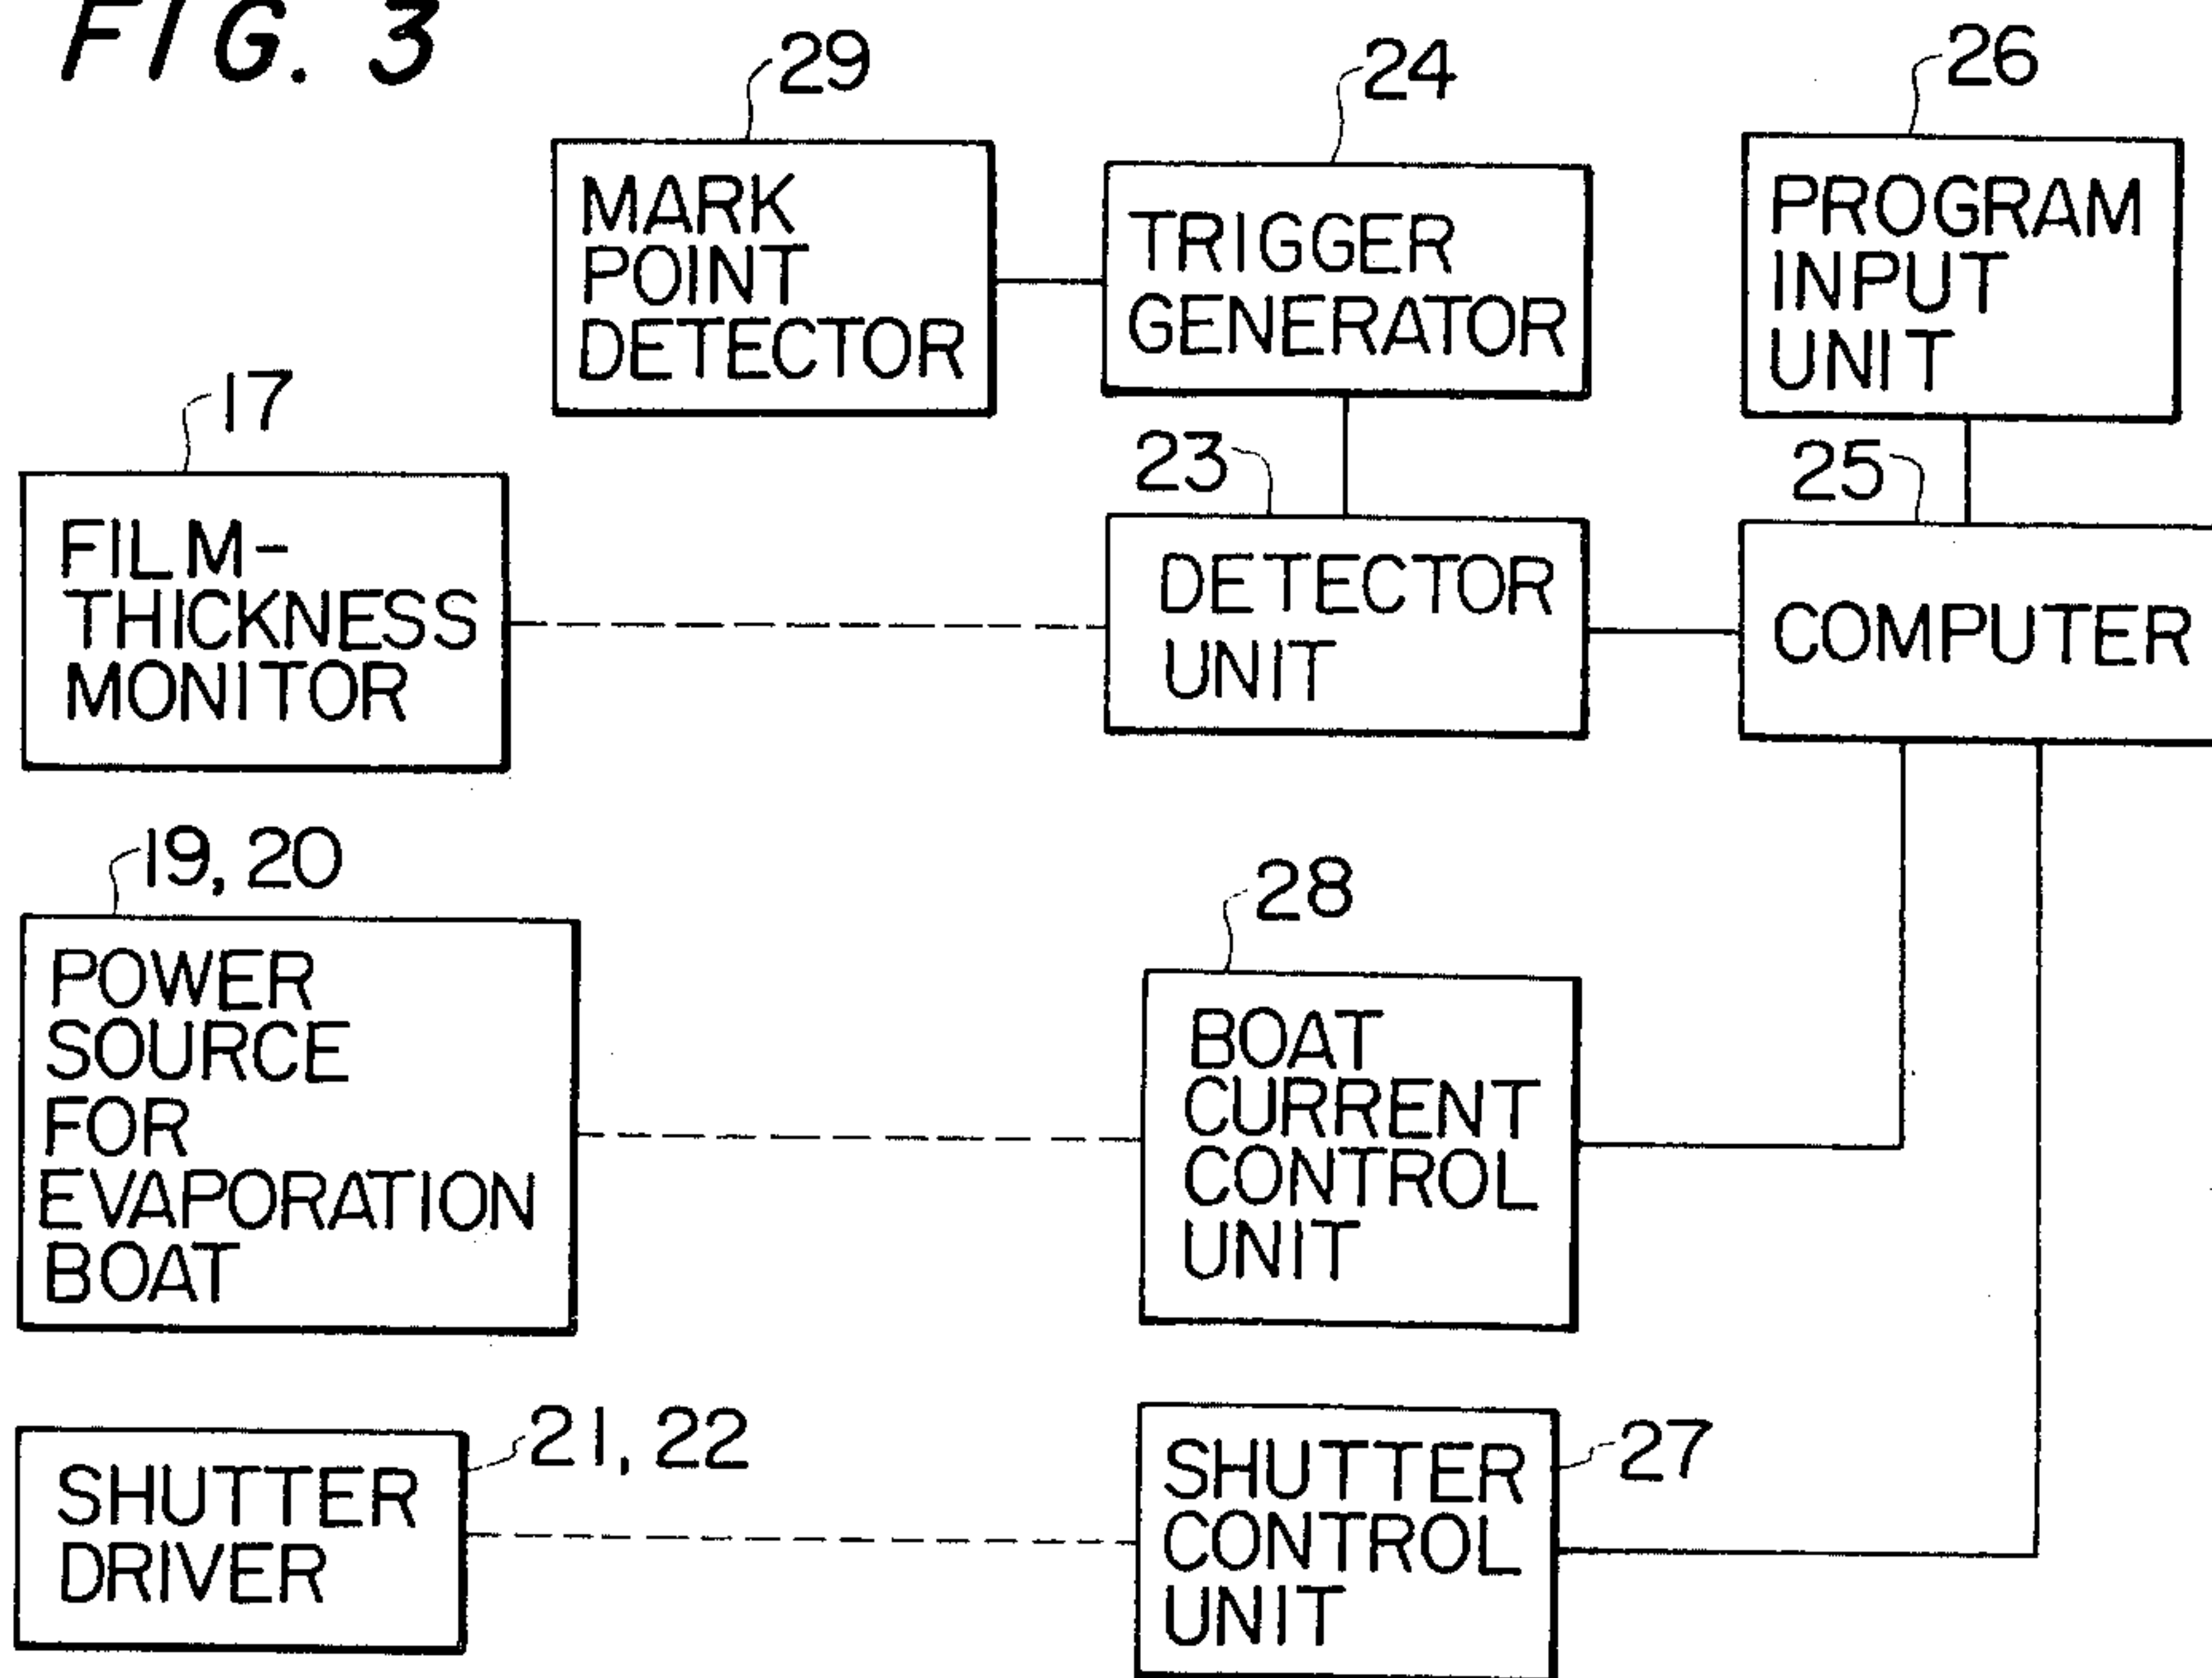 FIG. 3
29
MARK
POINT
DETECTOR
24
TRIGGER
GENERATOR
26
PROGRAM
INPUT
UNIT
17
FILM-
THICKNESS
MONITOR
23
DETECTOR
UNIT
25
COMPUTER
19, 20
POWER
SOURCE
FOR
EVAPORATION
BOAT
28
BOAT
CURRENT
CONTROL
UNIT
21, 22
SHUTTER
DRIVER
27
SHUTTER
CONTROL
UNIT